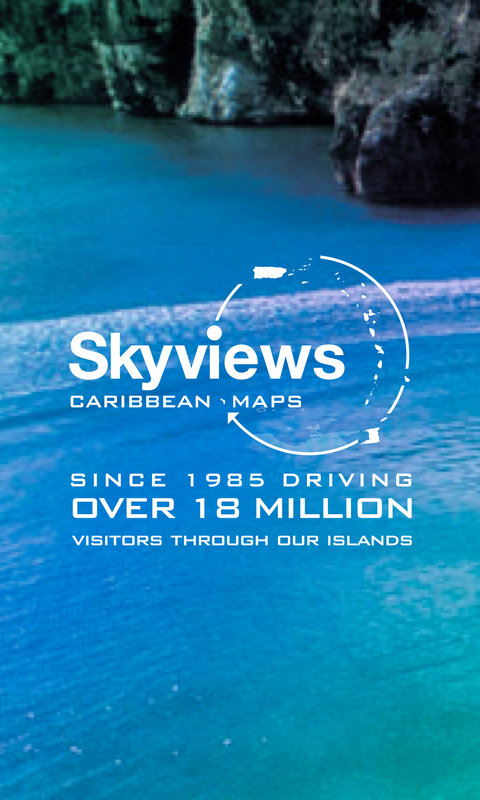 Skyviews
CARIBBEAN MAPS
SINCE 1985 DRIVING
OVER 18 MILLION
VISITORS THROUGH OUR ISLANDS